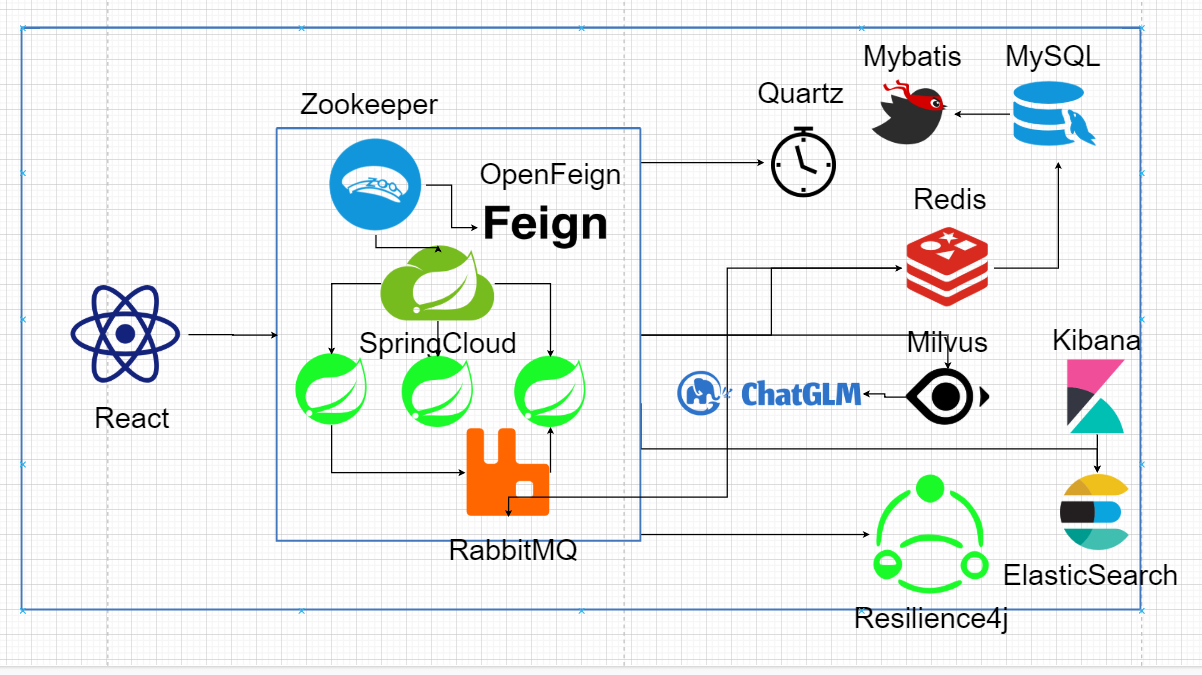 Mybatis
MySQL
Quartz
Zookeeper
ZOO
OpenFeign
Feign
Redis
SpringCloud
Milvus
Kibana
ChatGLM
React
RabbitMQ
ElasticSearch
Resilience4j